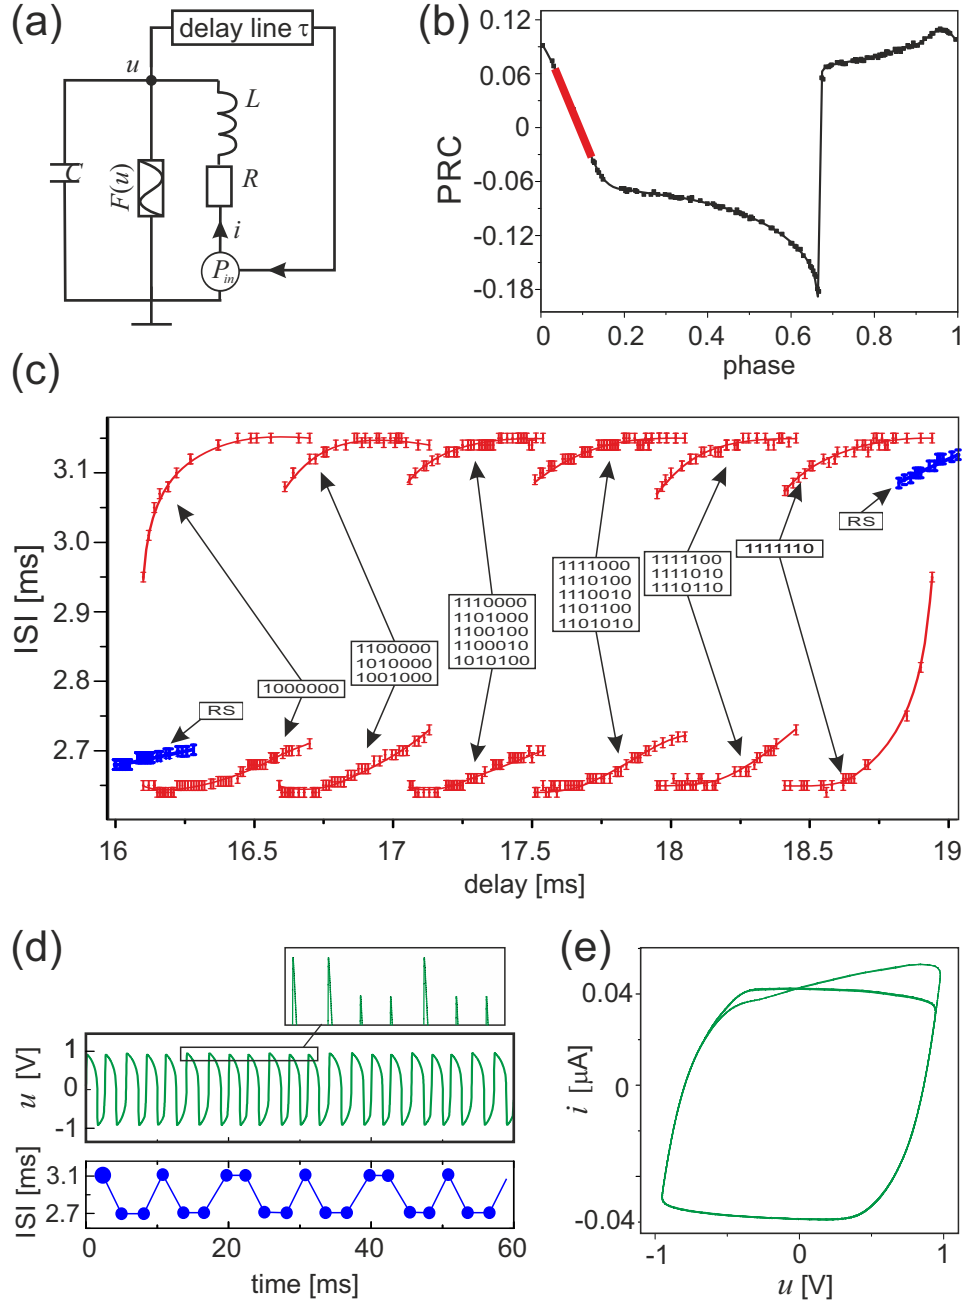 (a)
delay line τ
u
L
C
F(u)
R
i
P_in
(b)
PRC
0.12
0.06
0
-0.06
-0.12
-0.18
0
0.2
0.4
0.6
0.8
1
phase
(c)
ISI [ms]
3.1
3.0
2.9
2.8
2.7
RS
1000000
1100000
1010000
1001000
1110000
1101000
1100100
1100010
1010100
1111000
1110100
1110010
1101100
1101010
1111100
1111010
1110110
1111110
RS
16
16.5
17
17.5
18
18.5
19
delay [ms]
(d)
u [V]
1
0
-1
ISI [ms]
3.1
2.7
0
20
40
60
time [ms]
(e)
i [μA]
0.04
0
-0.04
-1
0
1
u [V]